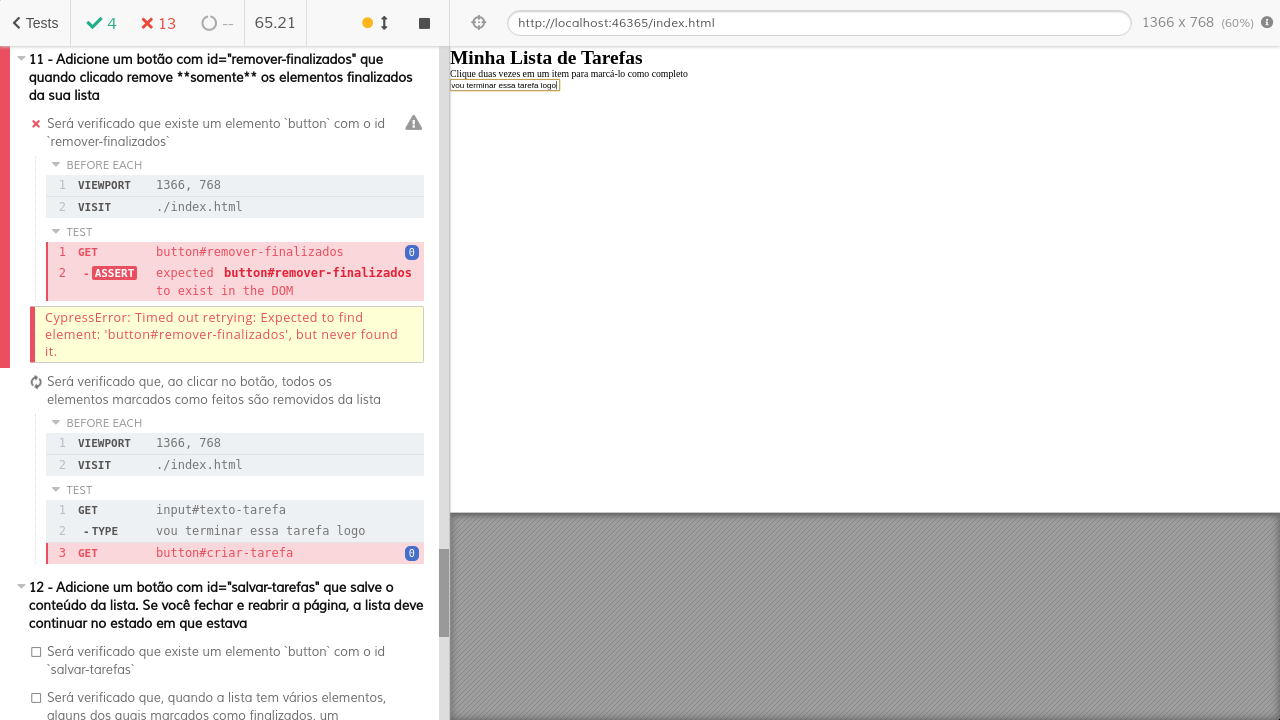 Tests 4 13 -- 65.21
http://localhost:46365/index.html 1366 x 768 (60%)
11 - Adicione um botão com id="remover-finalizados" que
quando clicado remove **somente** os elementos finalizados
da sua lista
Será verificado que existe um elemento `button` com o id
`remover-finalizados`
BEFORE EACH
1 VIEWPORT 1366, 768
2 VISIT ./index.html
TEST
1 GET button#remover-finalizados 0
2 -ASSERT expected button#remover-finalizados
to exist in the DOM
CypressError: Timed out retrying: Expected to find
element: 'button#remover-finalizados', but never found
it.
Será verificado que, ao clicar no botão, todos os
elementos marcados como feitos são removidos da lista
BEFORE EACH
1 VIEWPORT 1366, 768
2 VISIT ./index.html
TEST
1 GET input#texto-tarefa
2 -TYPE vou terminar essa tarefa logo
3 GET button#criar-tarefa 0
12 - Adicione um botão com id="salvar-tarefas" que salve o
conteúdo da lista. Se você fechar e reabrir a página, a lista deve
continuar no estado em que estava
Será verificado que existe um elemento `button` com o id
`salvar-tarefas`
Será verificado que, quando a lista tem vários elementos,
alguns dos quais marcados como finalizados, um
Minha Lista de Tarefas
Clique duas vezes em um item para marcá-lo como completo
vou terminar essa tarefa logo